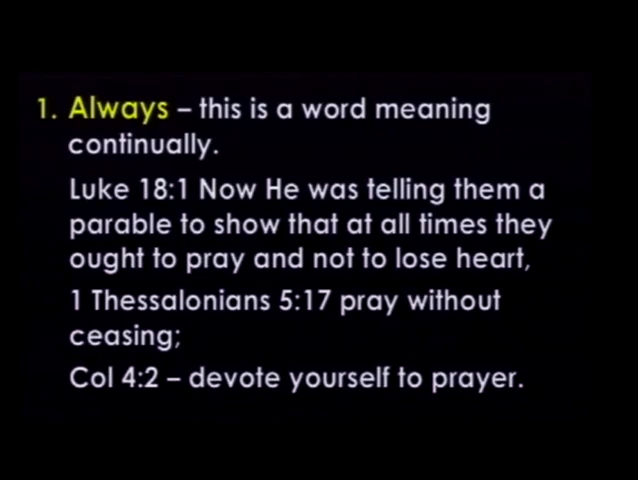 1. Always – this is a word meaning
continually.
Luke 18:1 Now He was telling them a
parable to show that at all times they
ought to pray and not to lose heart,
1 Thessalonians 5:17 pray without
ceasing;
Col 4:2 – devote yourself to prayer.